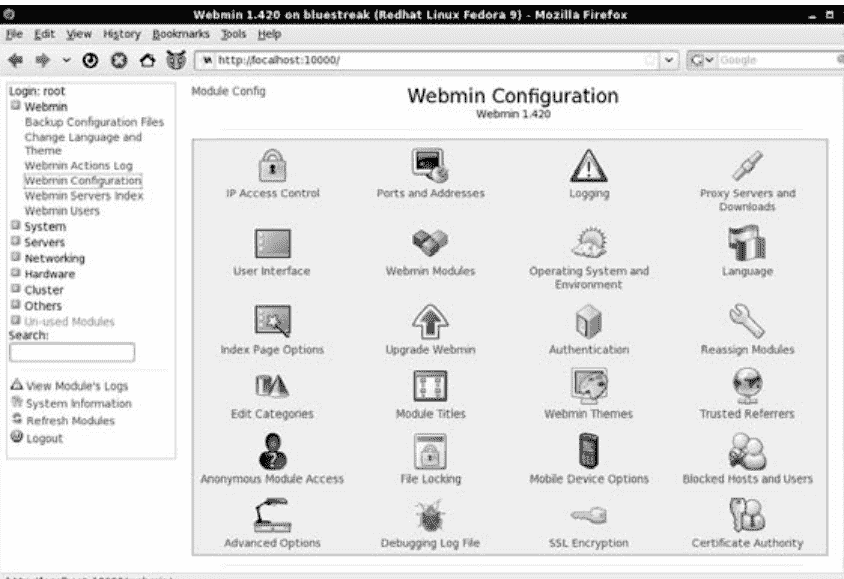 Webmin 1.420 on bluestreak (Redhat Linux Fedora 9) - Mozilla Firefox
File Edit View History Bookmarks Tools Help
http://localhost:10000/
Google
Login: root
Webmin
Backup Configuration Files
Change Language and
Theme
Webmin Actions Log
Webmin Configuration
Webmin Servers Index
Webmin Users
System
Servers
Networking
Hardware
Cluster
Others
Un-used Modules
Search:
View Module's Logs
System Information
Refresh Modules
Logout
Module Config
Webmin Configuration
Webmin 1.420
IP Access Control
Ports and Addresses
Logging
Proxy Servers and
Downloads
User Interface
Webmin Modules
Operating System and
Environment
Language
Index Page Options
Upgrade Webmin
Authentication
Reassign Modules
Edit Categories
Module Titles
Webmin Themes
Trusted Referrers
Anonymous Module Access
File Locking
Mobile Device Options
Blocked Hosts and Users
Advanced Options
Debugging Log File
SSL Encryption
Certificate Authority